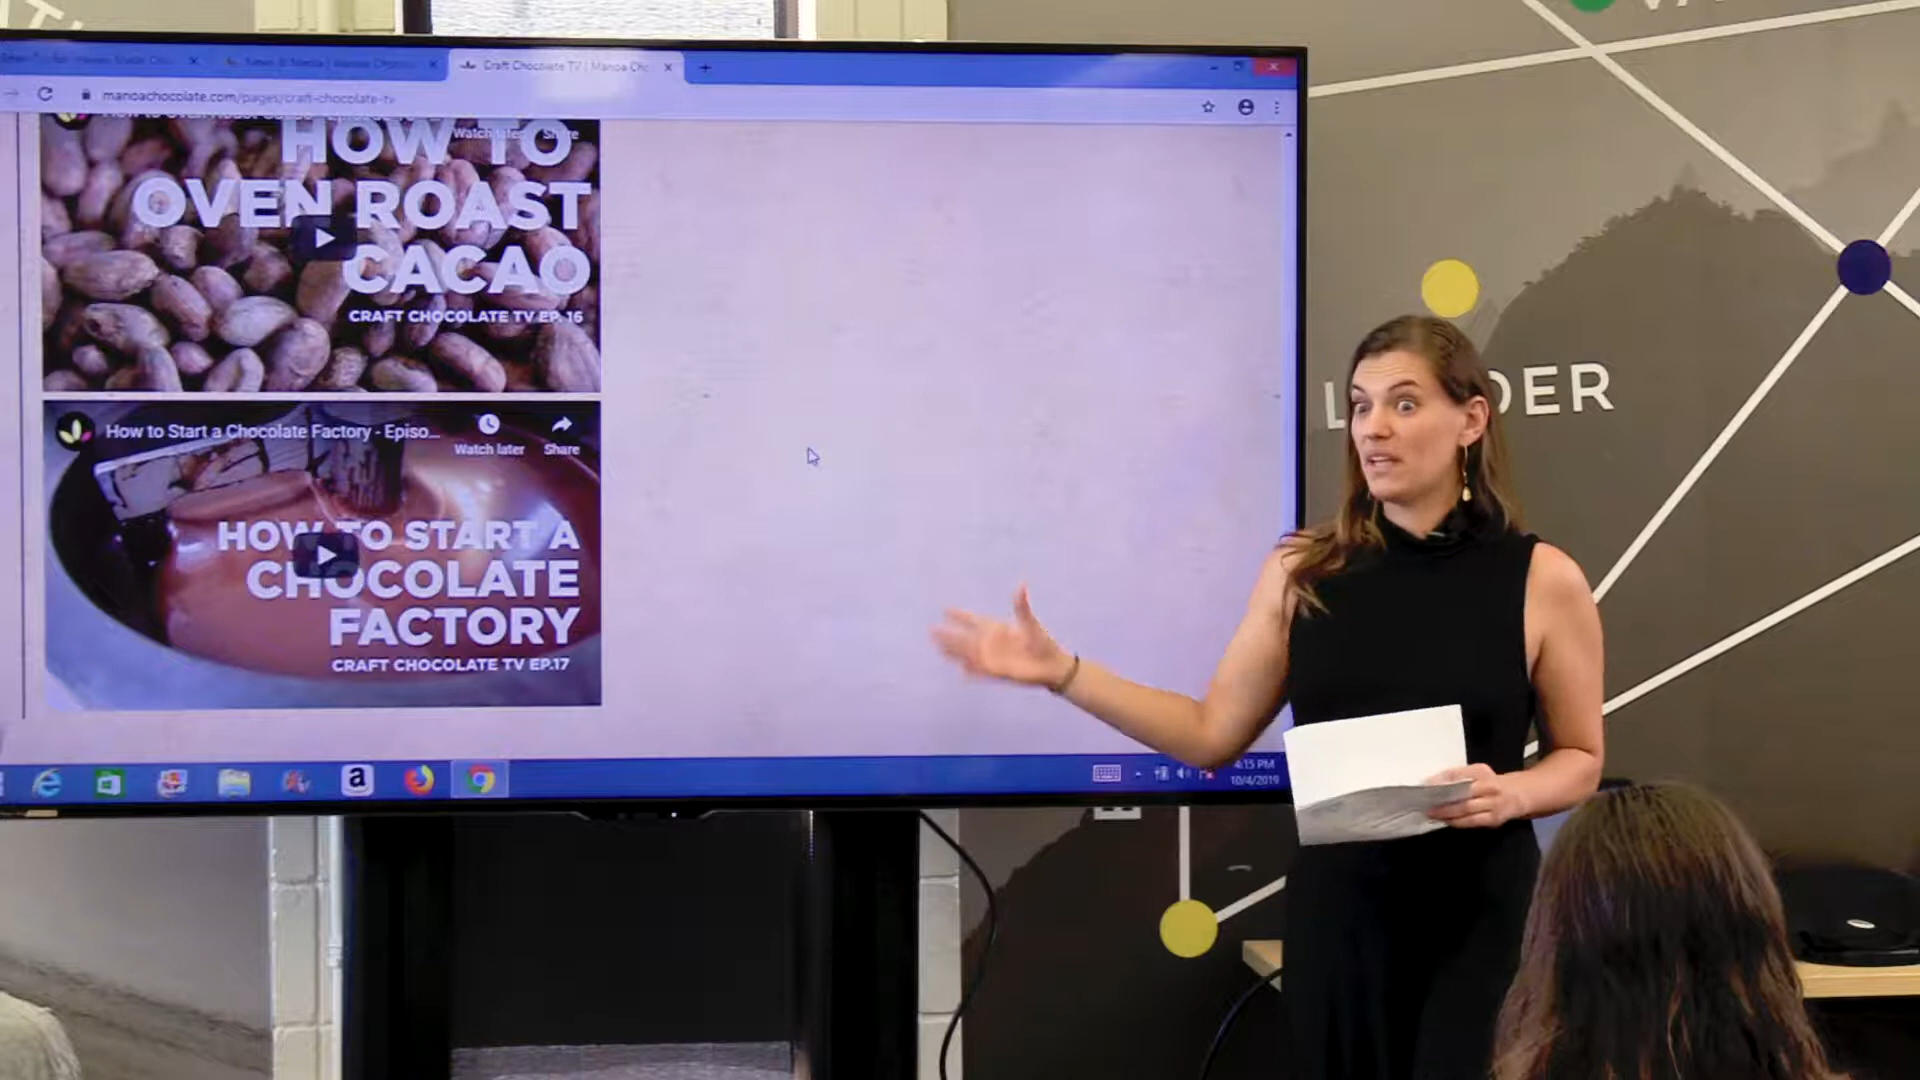 Craft Chocolate TV | Manoa Cho
manoachocolate.com/pages/craft-chocolate-tv
Watch later Share
HOW TO
OVEN ROAST
CACAO
CRAFT CHOCOLATE TV EP. 16
How to Start a Chocolate Factory - Episo...
Watch later Share
HOW TO START A
CHOCOLATE
FACTORY
CRAFT CHOCOLATE TV EP.17
4:15 PM
10/4/2019